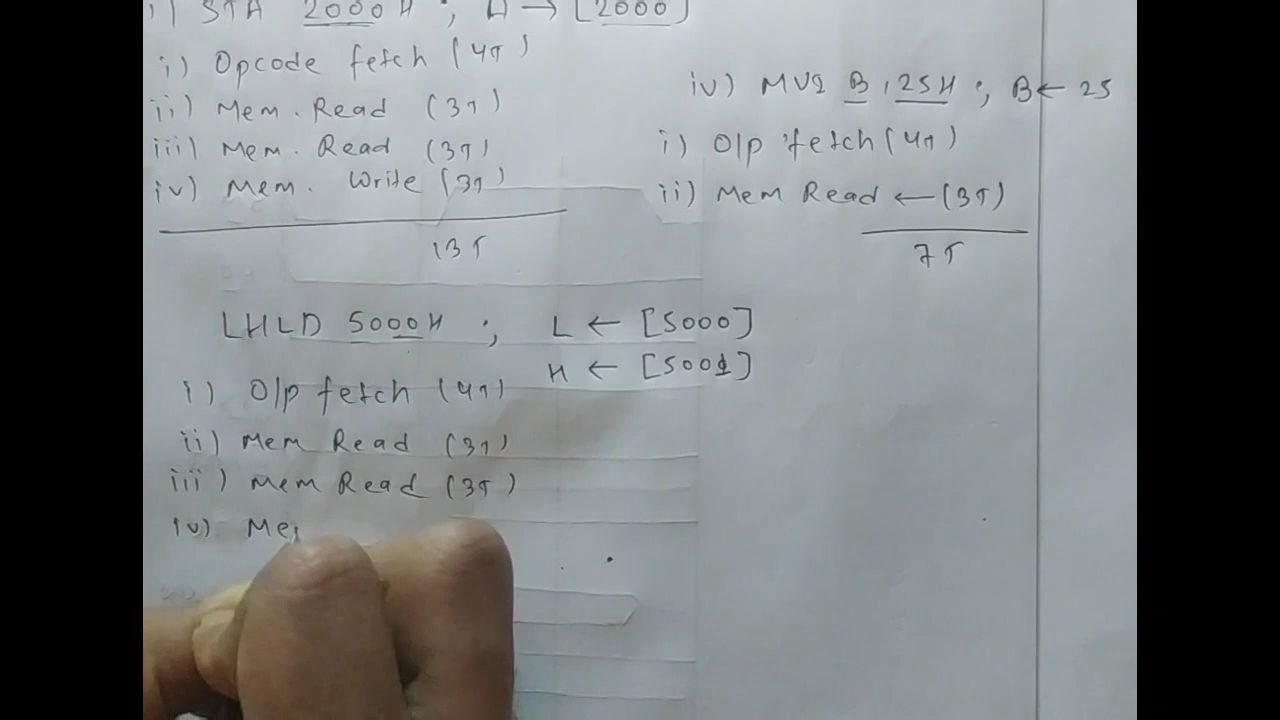 i) STA 2000H ; A → [2000]
i) Opcode fetch (4T)
ii) Mem. Read (3T)
iii) Mem. Read (3T)
iv) Mem. Write (3T)
13T
iv) MVI B, 25H ; B ← 25
i) O/p fetch (4T)
ii) Mem Read ← (3T)
7T
LHLD 5000H ; L ← [5000]
H ← [5001]
i) O/p fetch (4T)
ii) Mem Read (3T)
iii) Mem Read (3T)
iv) Mem